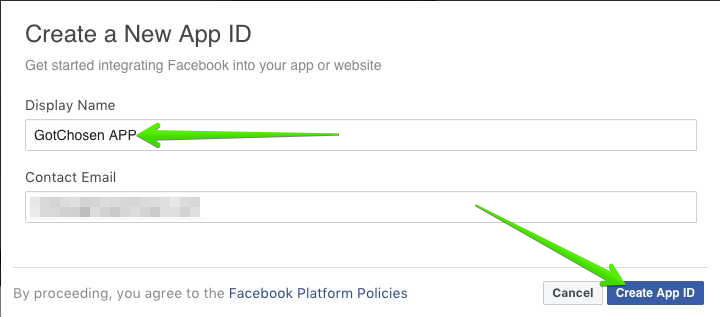 Create a New App ID
Get started integrating Facebook into your app or website
Display Name
GotChosen APP
Contact Email
By proceeding, you agree to the Facebook Platform Policies
Cancel
Create App ID